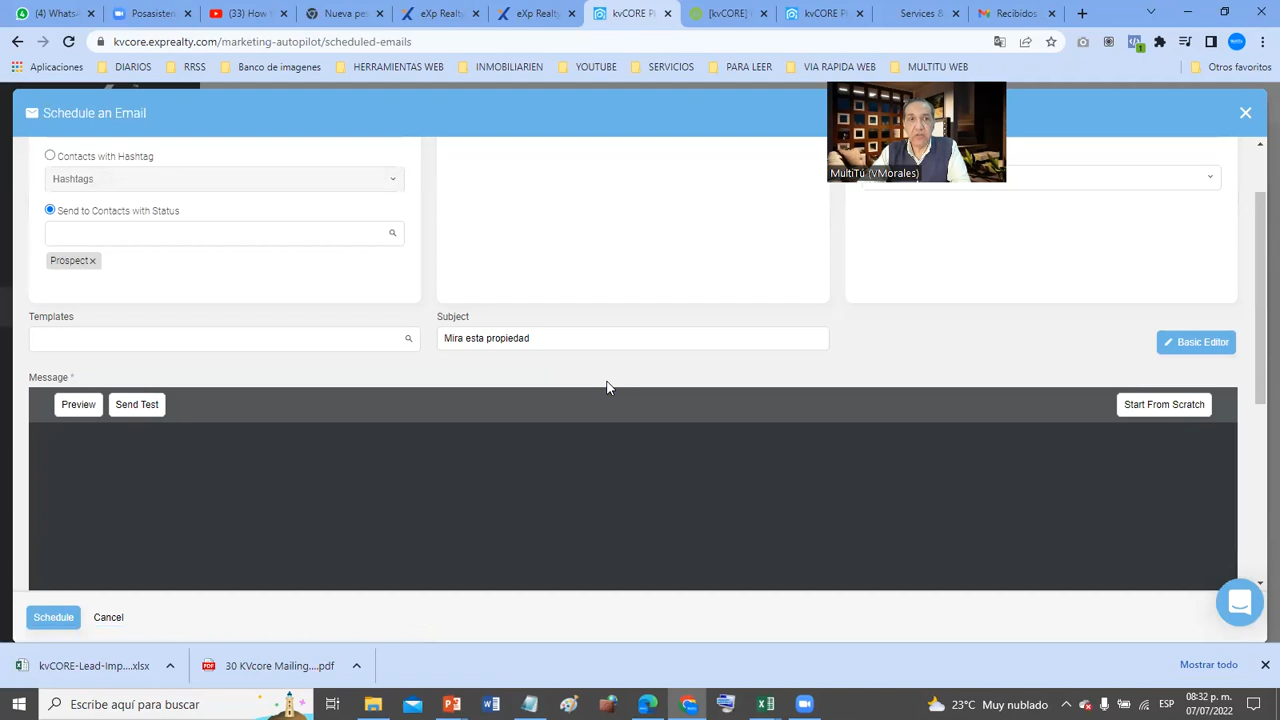 (4) Whats
Posasisten
(33) How
Nueva pes
eXp Realty
eXp Realty
kvCORE P
[kvCORE]
kvCORE P
Services &
Recibidos
kvcore.exprealty.com/marketing-autopilot/scheduled-emails
Aplicaciones
DIARIOS
RRSS
Banco de imagenes
HERRAMIENTAS WEB
INMOBILIARIEN
YOUTUBE
SERVICIOS
PARA LEER
VIA RAPIDA WEB
MULTITU WEB
Otros favoritos
Schedule an Email
MultiTú (VMorales)
Contacts with Hashtag
Hashtags
Send to Contacts with Status
Prospect
Templates
Subject
Mira esta propiedad
Basic Editor
Message *
Preview
Send Test
Start From Scratch
Schedule
Cancel
kvCORE-Lead-Imp....xlsx
30 KVcore Mailing....pdf
Mostrar todo
Escribe aquí para buscar
23°C Muy nublado
ESP
08:32 p. m.
07/07/2022